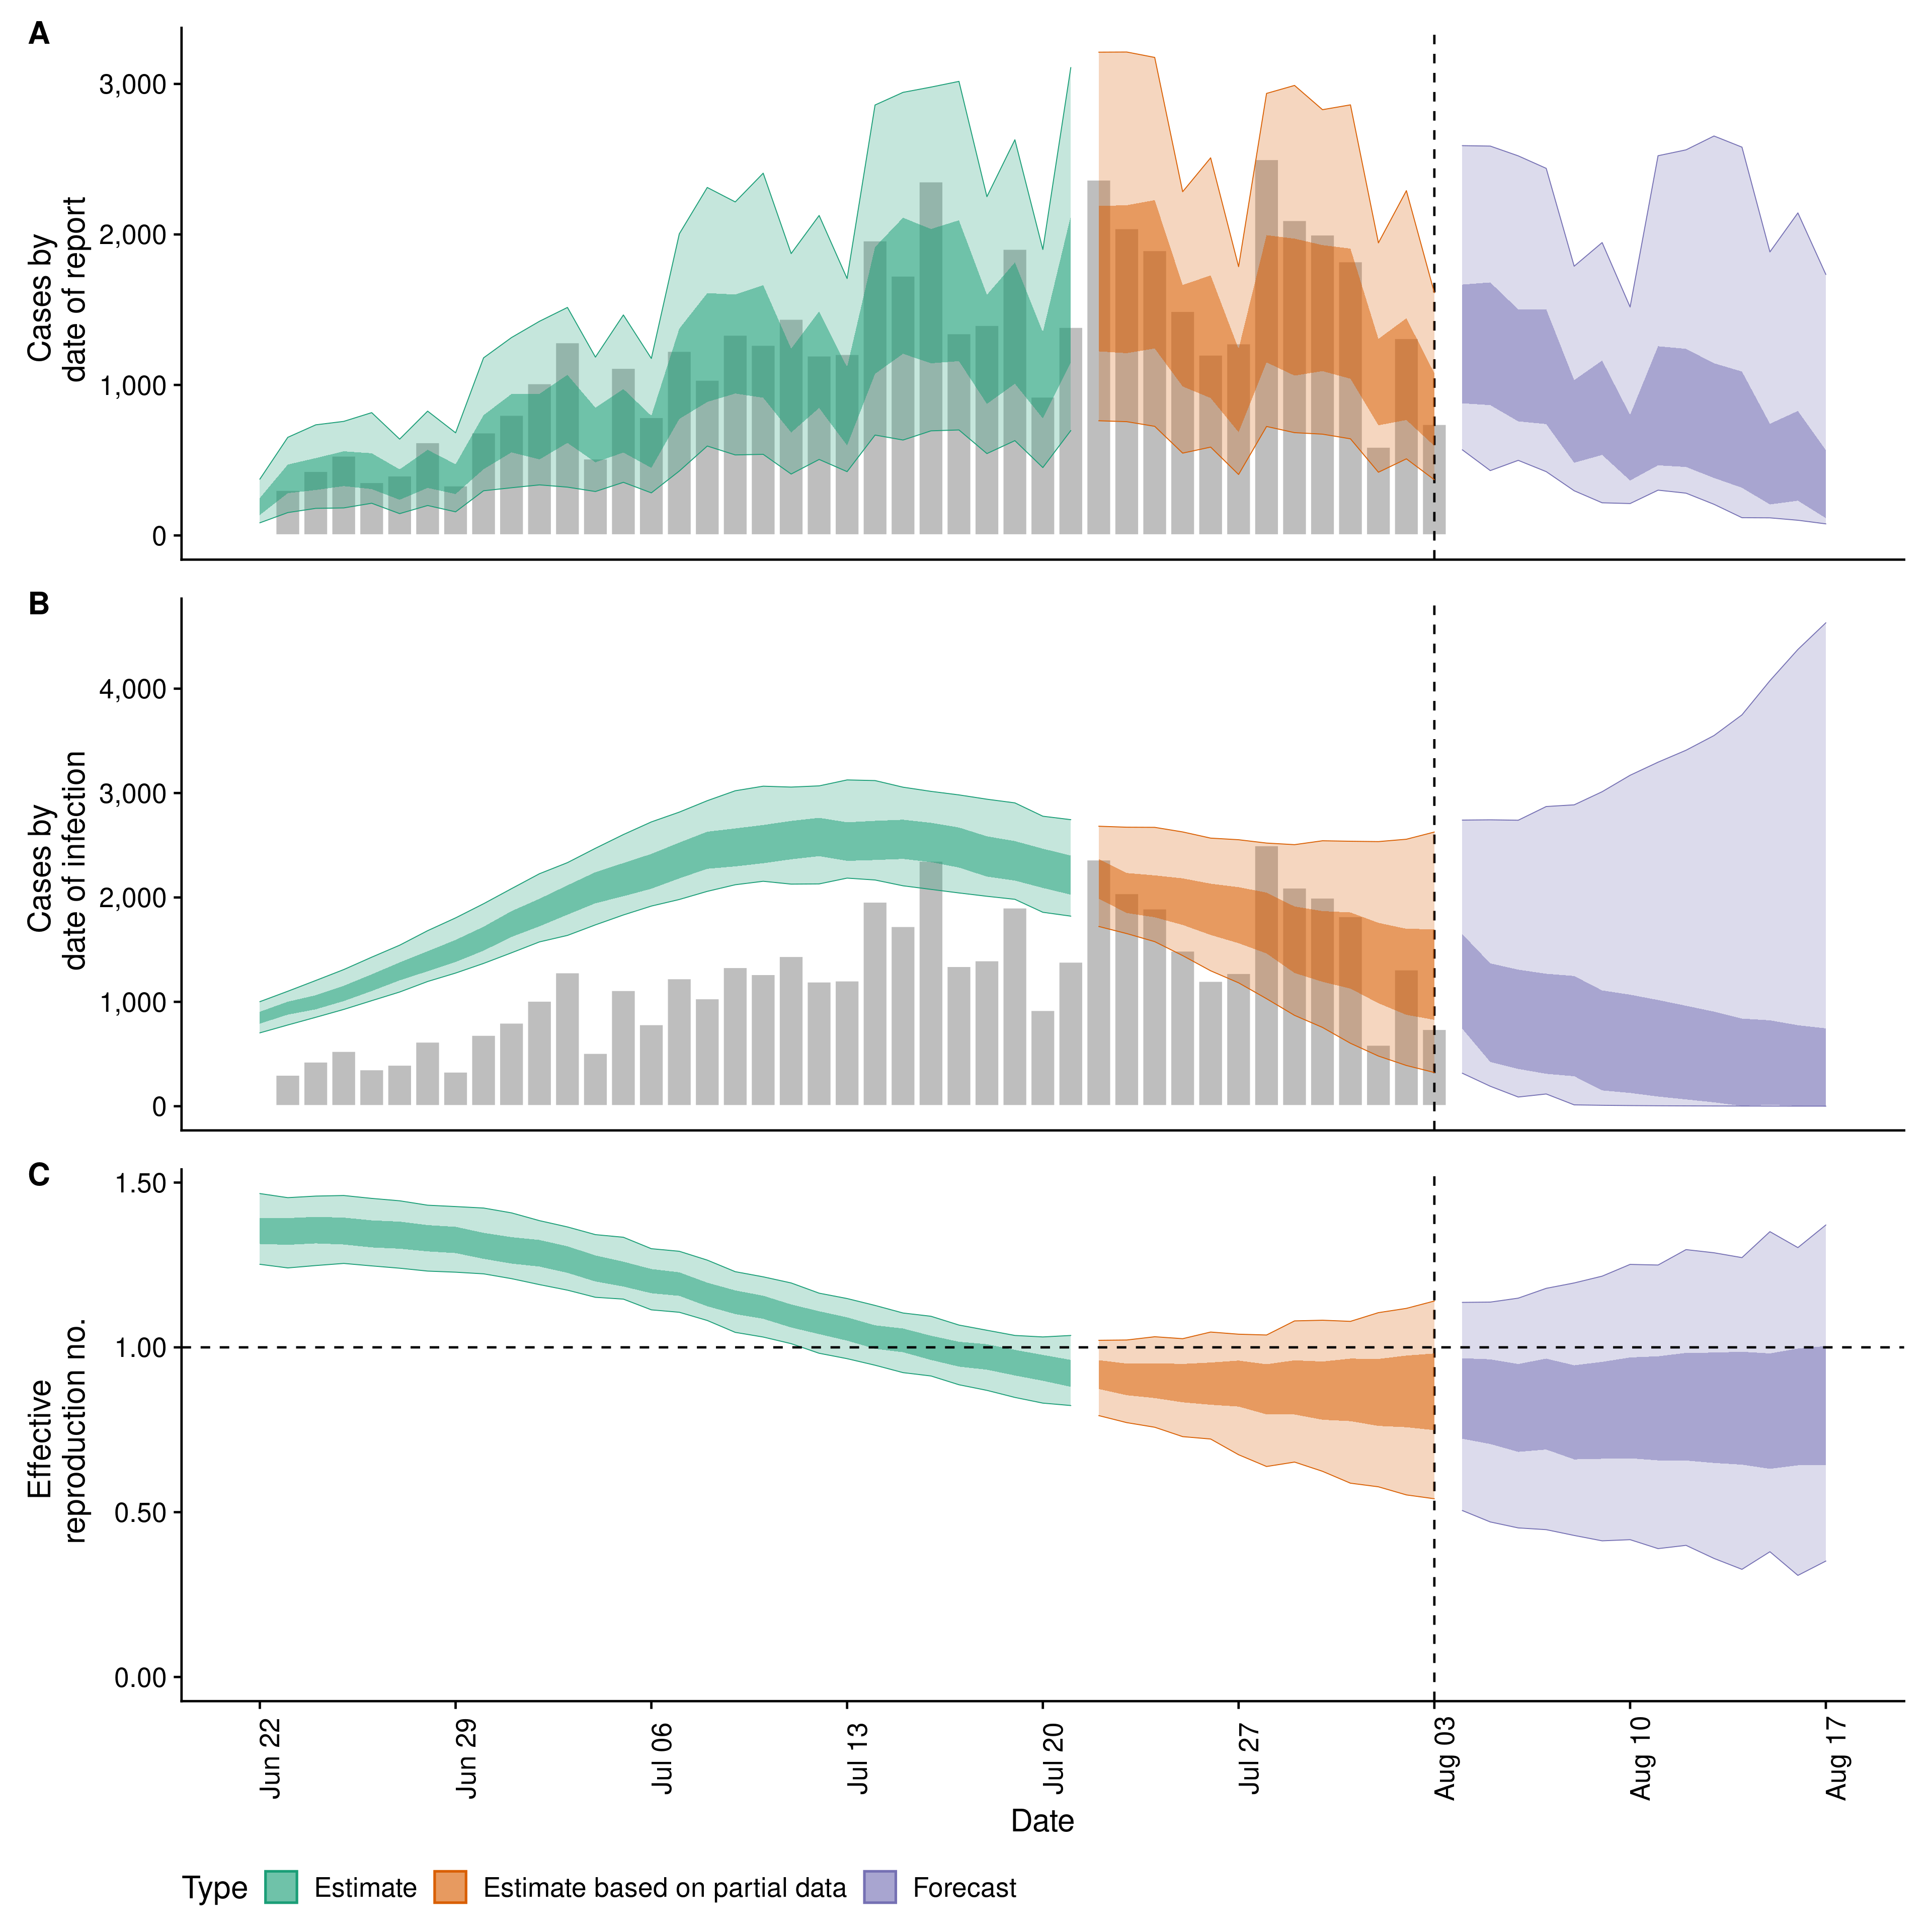 A
3,000
2,000
1,000
0
Cases by
date of report
B
4,000
3,000
2,000
1,000
0
Cases by
date of infection
C
1.50
1.00
0.50
0.00
Effective
reproduction no.
Jun 22
Jun 29
Jul 06
Jul 13
Jul 20
Jul 27
Aug 03
Aug 10
Aug 17
Date
Type Estimate Estimate based on partial data Forecast